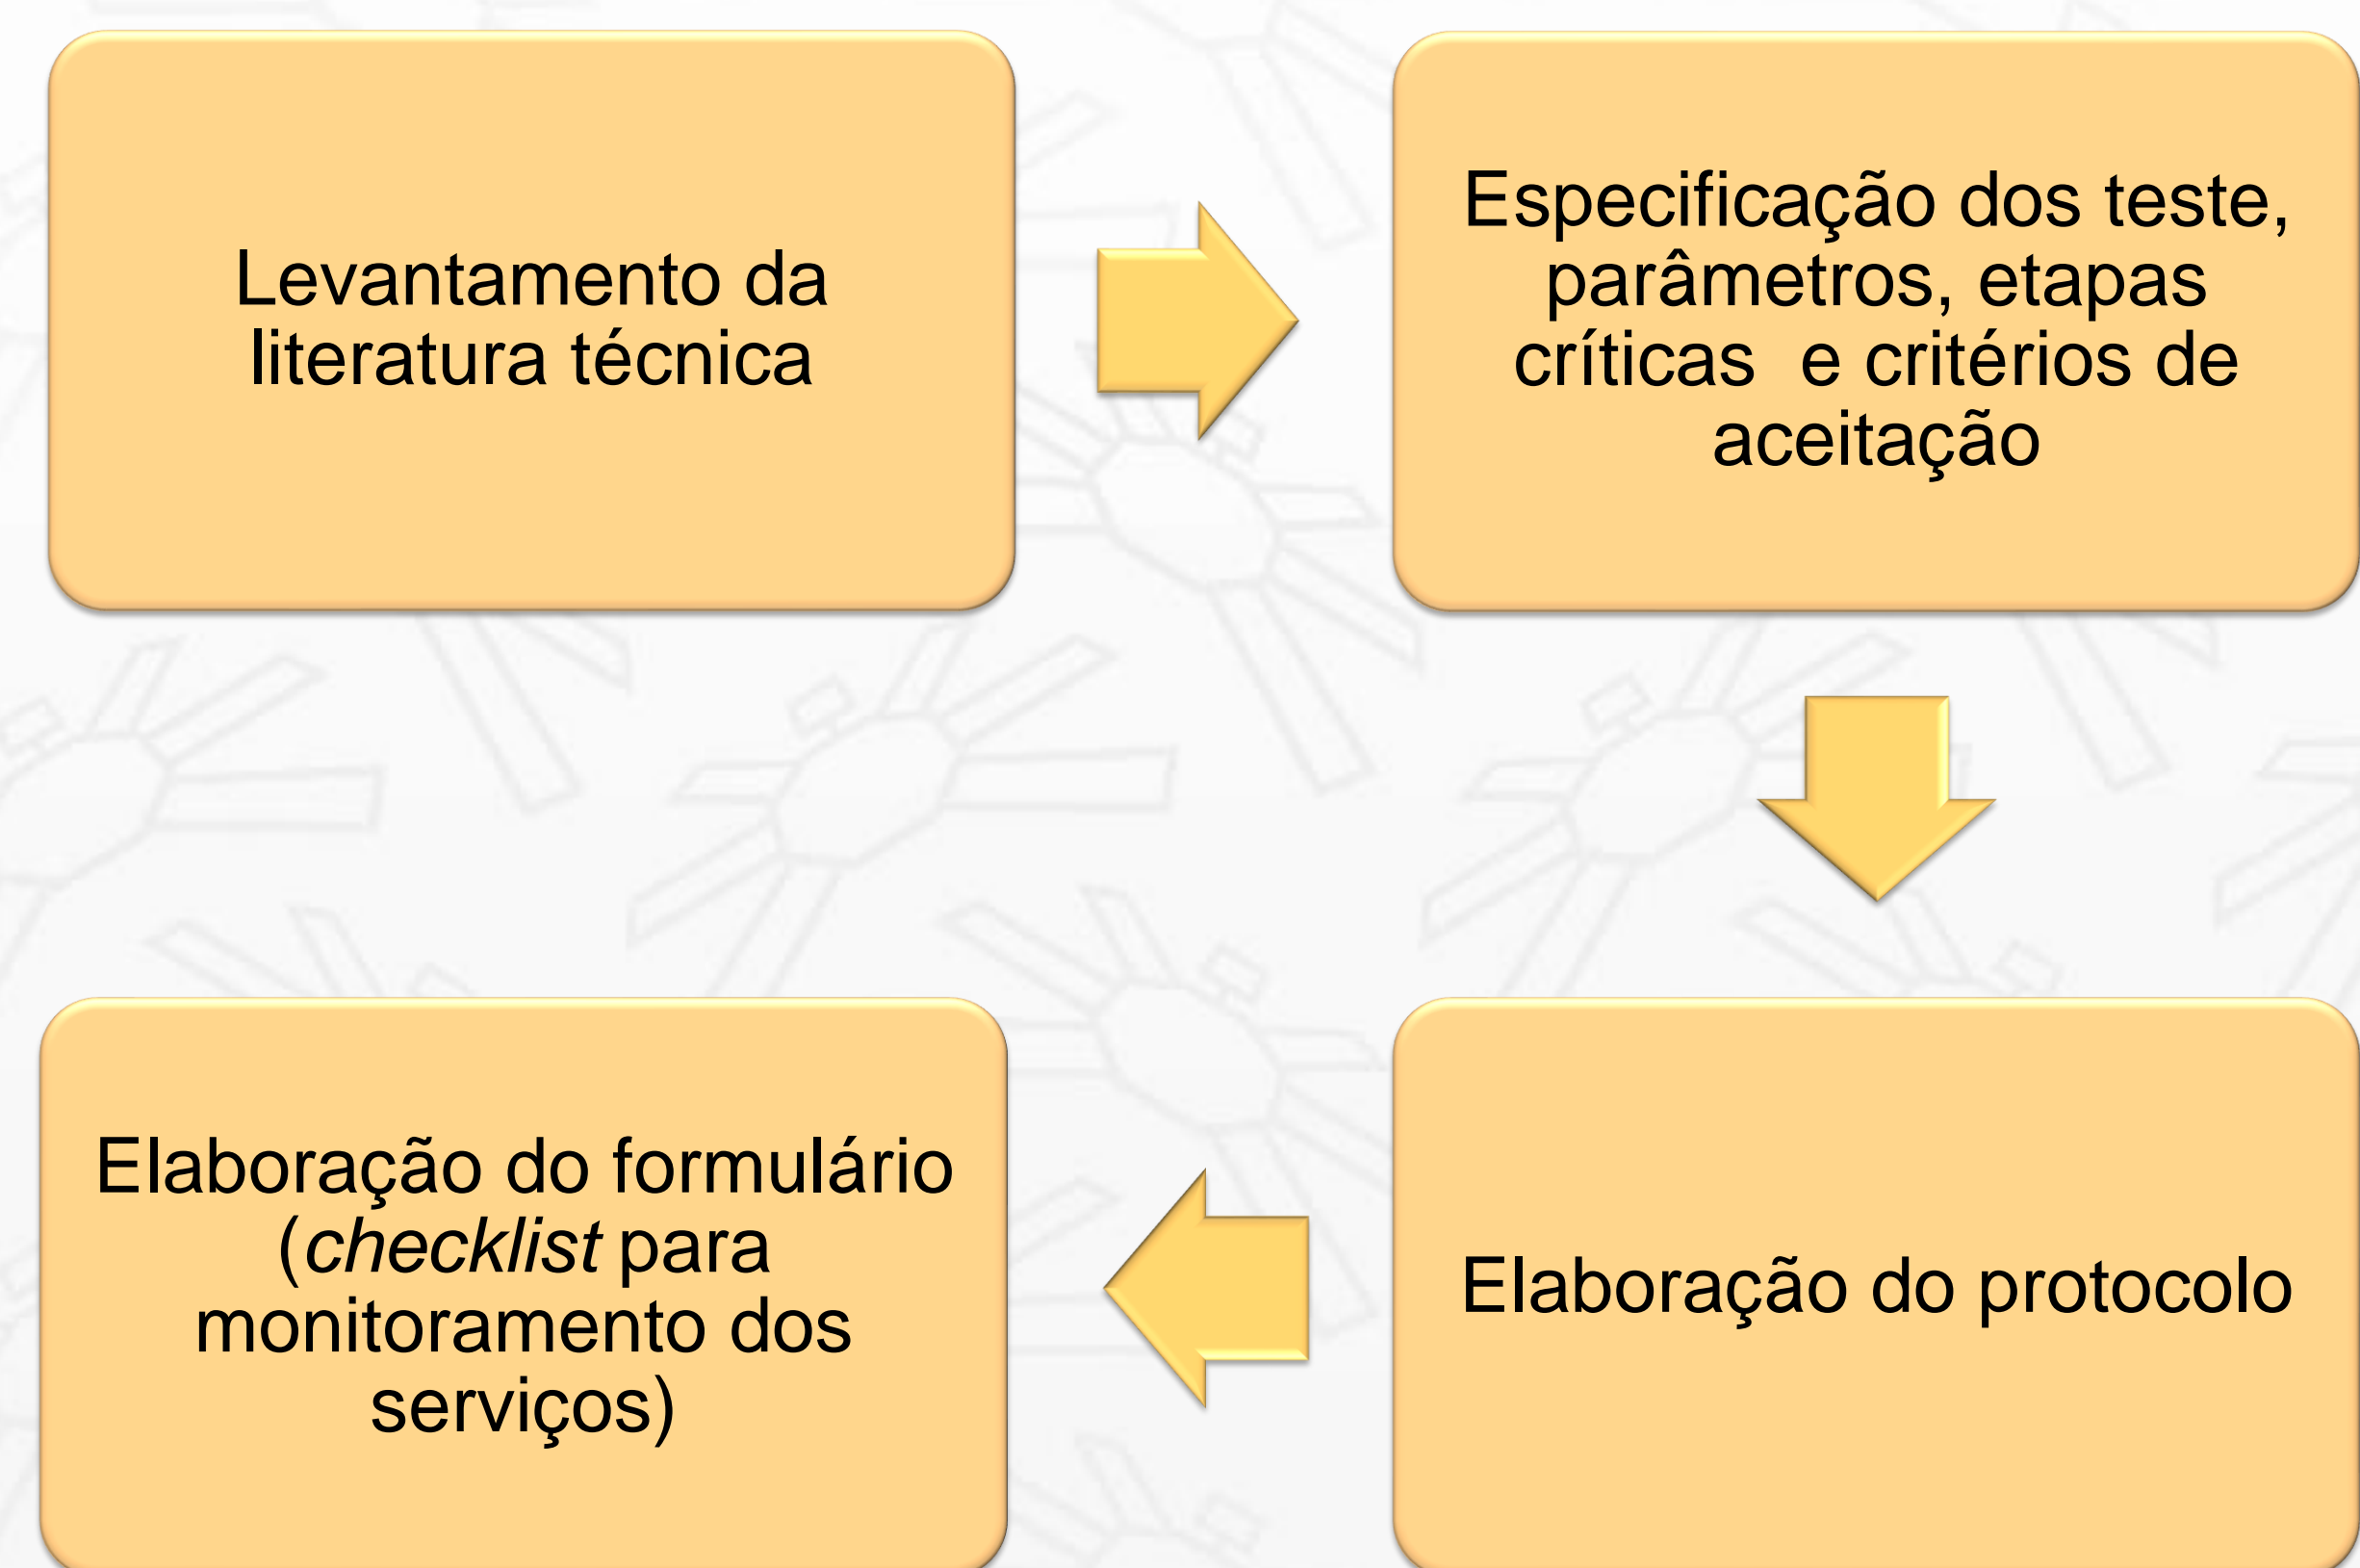 Levantamento da
literatura técnica
Especificação dos teste,
parâmetros, etapas
críticas  e critérios de
aceitação
Elaboração do protocolo
Elaboração do formulário
(checklist para
monitoramento dos
serviços)